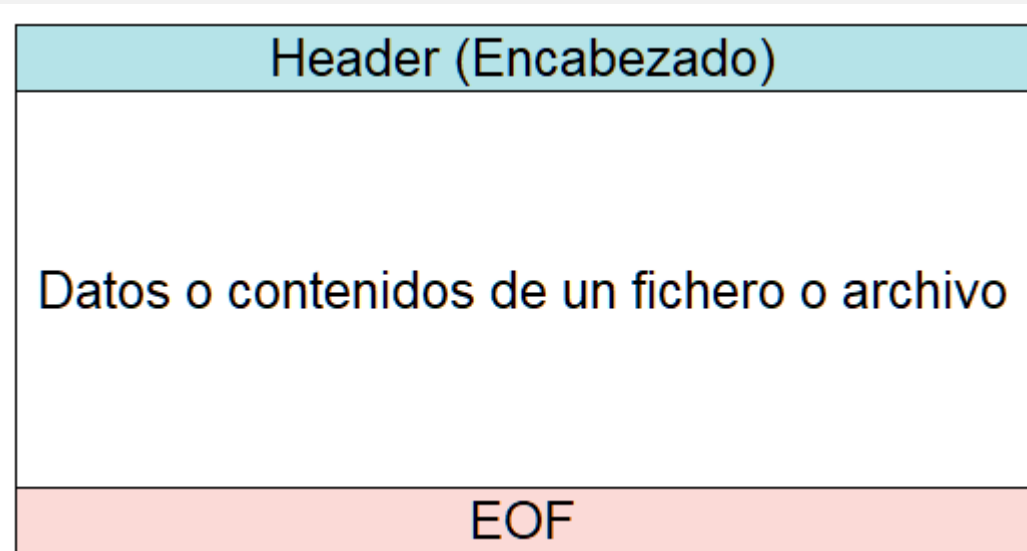 Header (Encabezado)
Datos o contenidos de un fichero o archivo
EOF